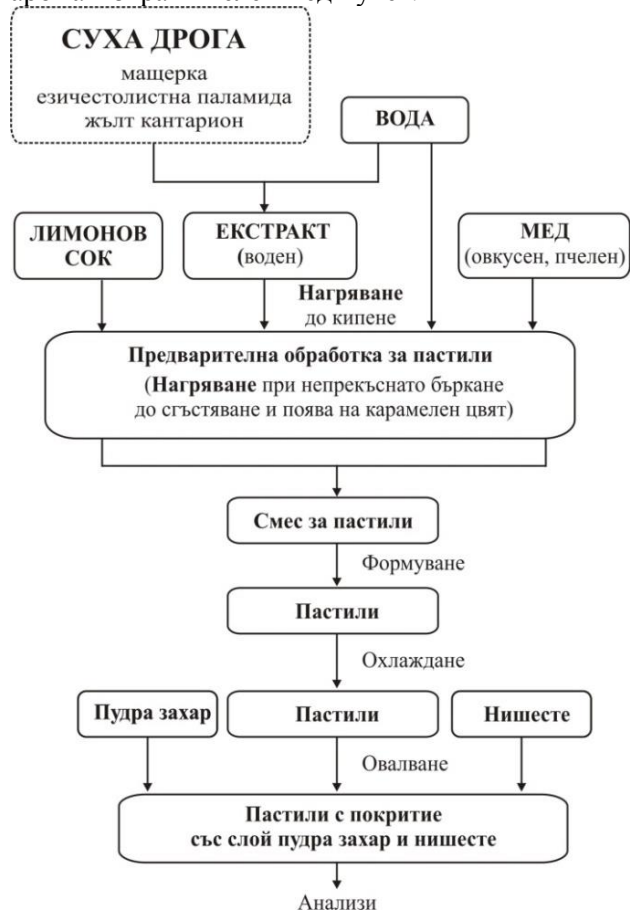 СУХА ДРОГА
мащерка
езичестолистна паламида
жълт кантарион
ВОДА
ЛИМОНОВ
СОК
ЕКСТРАКТ
(воден)
МЕД
(овкусен, пчелен)
Нагряване
до кипене
Предварителна обработка за пастили
(Нагряване при непрекъснато бъркане
до сгъстяване и поява на карамелен цвят)
Смес за пастили
Формуване
Пастили
Охлаждане
Пудра захар
Пастили
Нишесте
Овалване
Пастили с покритие
със слой пудра захар и нишесте
Анализи